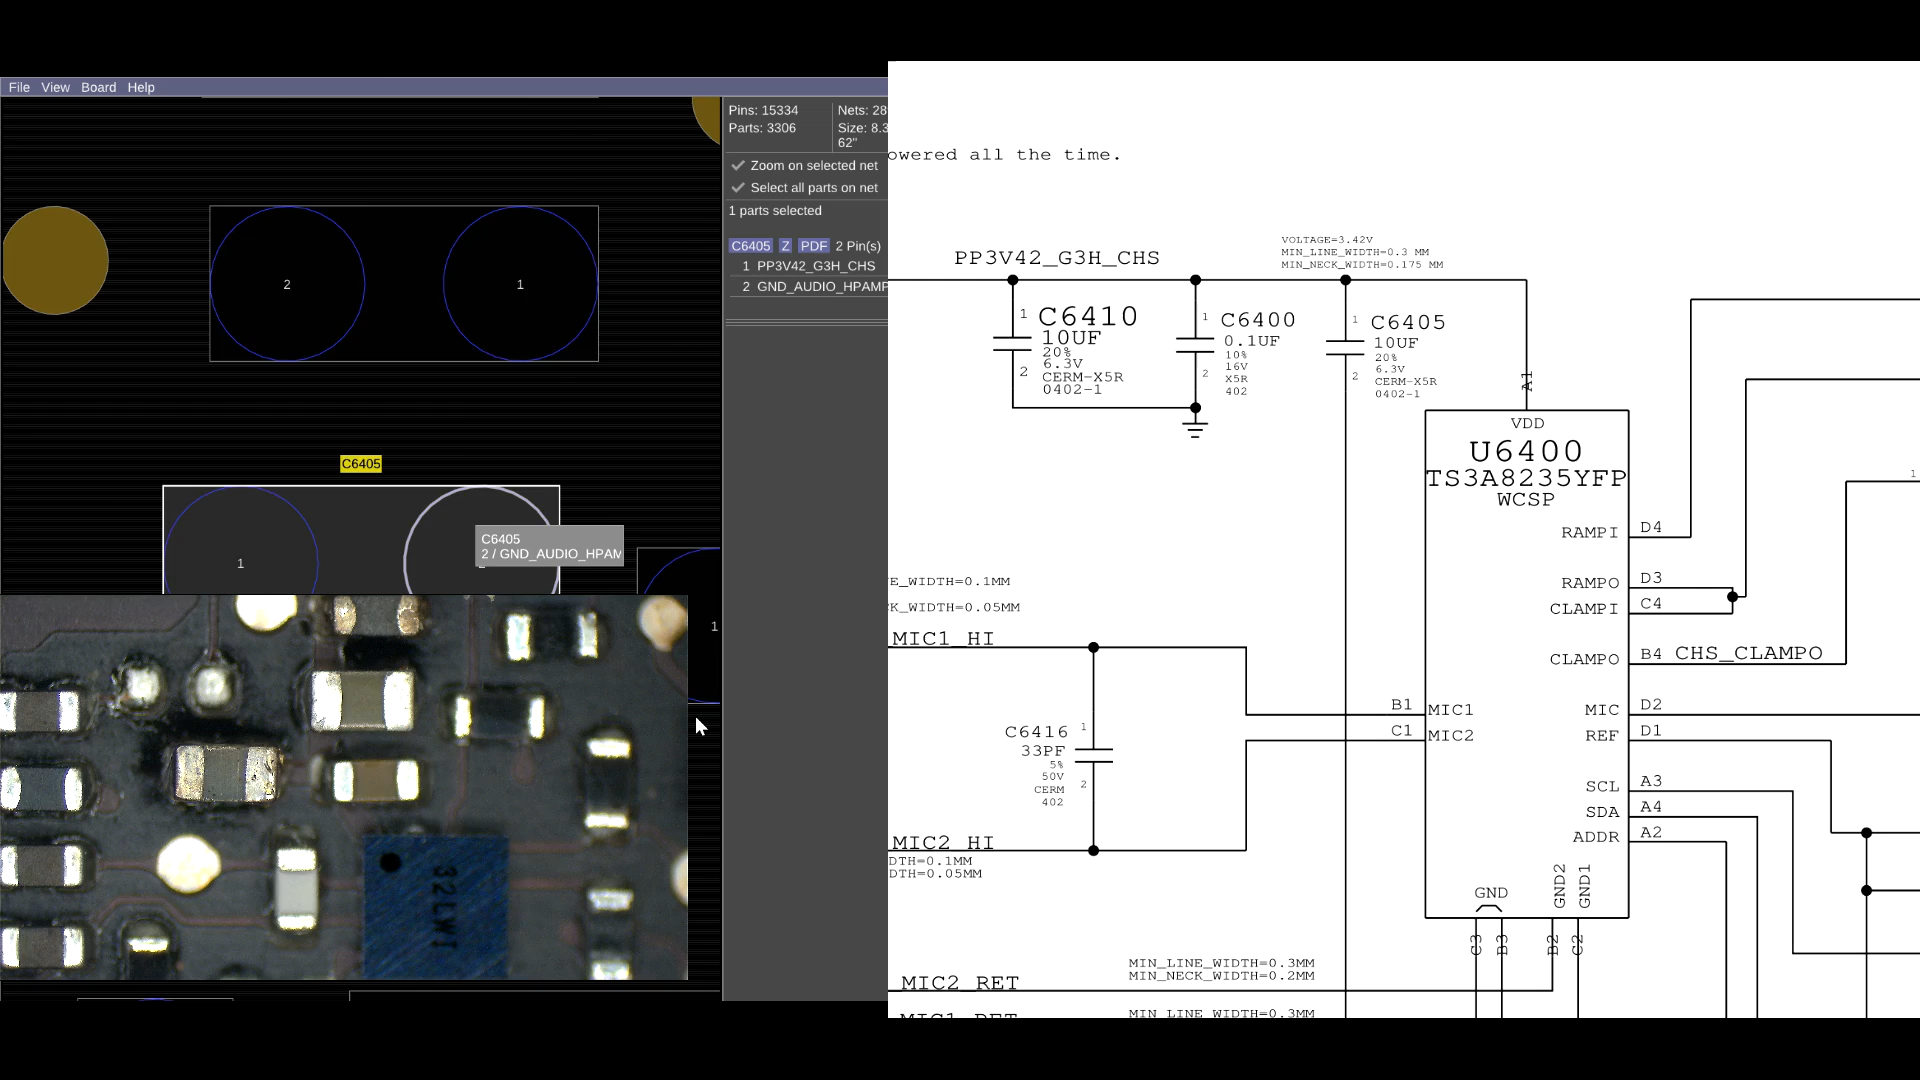 File View Board Help
Pins: 15334
Parts: 3306
Nets: 28
Size: 8.3
62"
Zoom on selected net
Select all parts on net
1 parts selected
C6405 Z PDF 2 Pin(s)
1 PP3V42_G3H_CHS
2 GND_AUDIO_HPAMP
2
1
C6405
1
C6405
2 / GND_AUDIO_HPAM
1
32LWI
owered all the time.
PP3V42_G3H_CHS
VOLTAGE=3.42V
MIN_LINE_WIDTH=0.3 MM
MIN_NECK_WIDTH=0.175 MM
1
C6410
10UF
20%
6.3V
CERM-X5R
0402-1
2
1
C6400
0.1UF
10%
16V
X5R
402
2
1
C6405
10UF
20%
6.3V
CERM-X5R
0402-1
2
A1
VDD
U6400
TS3A8235YFP
WCSP
RAMPI D4
RAMPO D3
CLAMPI C4
CLAMPO B4 CHS_CLAMPO
1
E_WIDTH=0.1MM
CK_WIDTH=0.05MM
MIC1_HI
C6416
33PF
5%
50V
CERM
402
1
2
B1 MIC1
C1 MIC2
MIC D2
REF D1
SCL A3
SDA A4
ADDR A2
MIC2_HI
DTH=0.1MM
DTH=0.05MM
GND
GND2
GND1
C3
B3
B2
C2
MIN_LINE_WIDTH=0.3MM
MIN_NECK_WIDTH=0.2MM
MIC2_RET
MIC1_RET
MIN_LINE_WIDTH=0.3MM